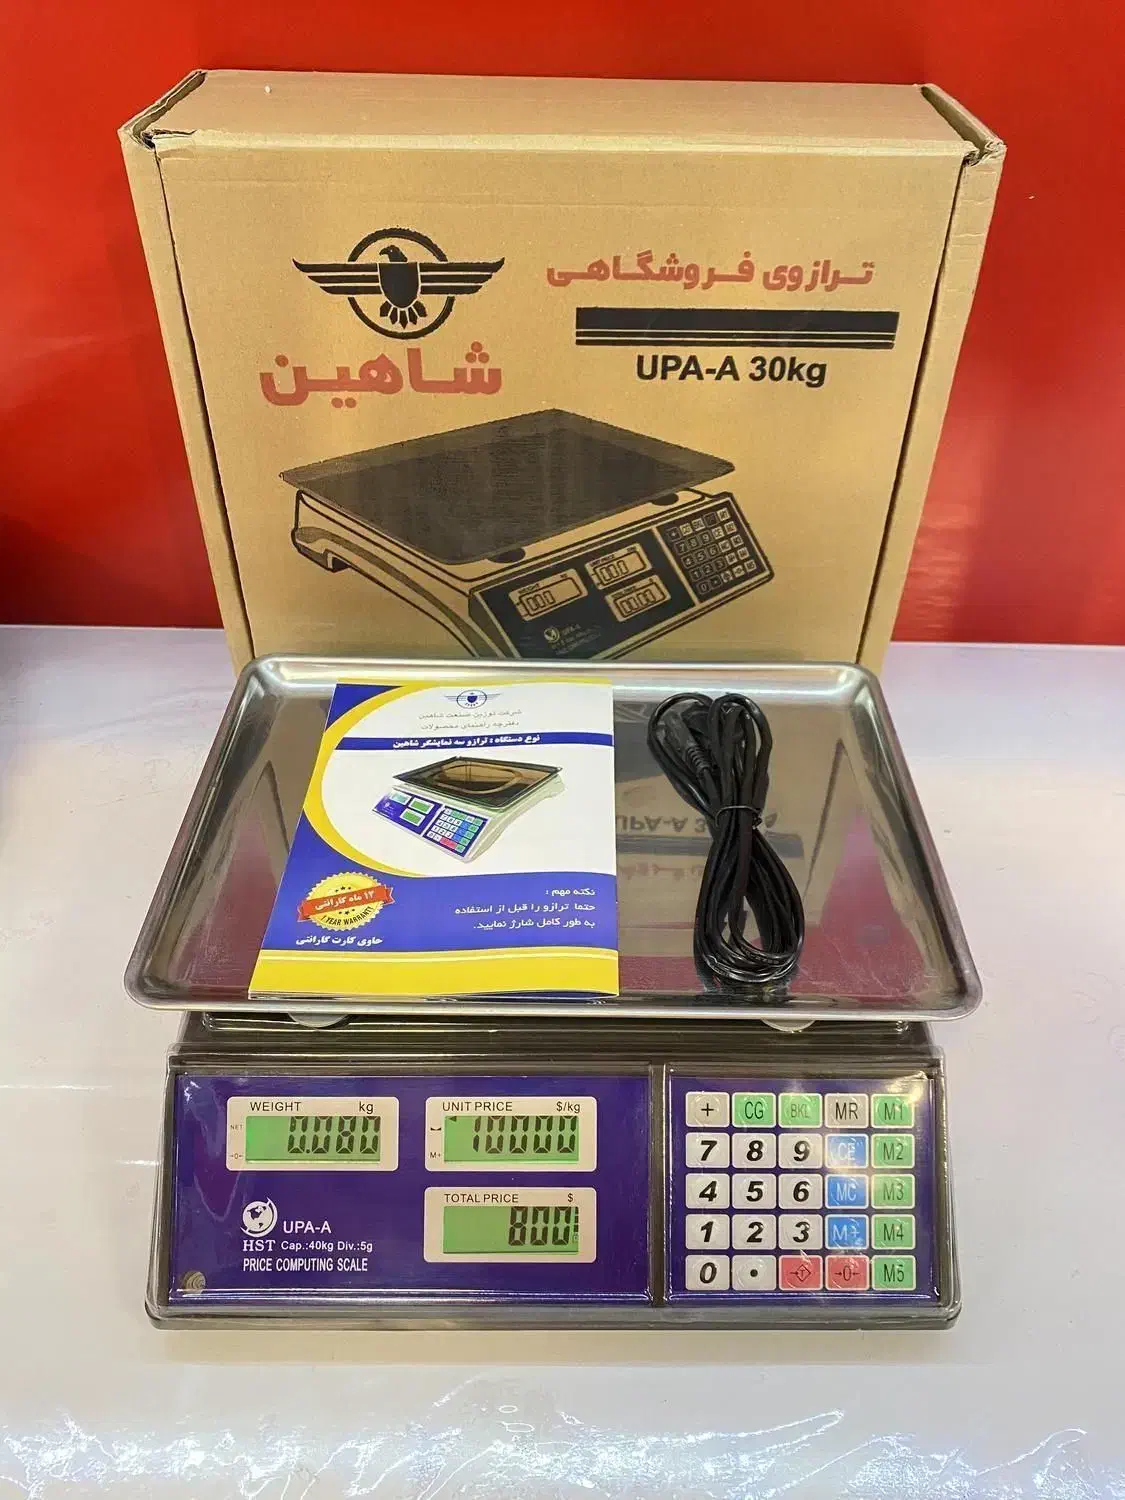 ترازوی فروشگاهی
UPA-A 30kg
شاهین
شرکت توزین صنعت شاهین
دفترچه راهنمای محصولات
نوع دستگاه : ترازو سه نمایشگر شاهین
۱۲ ماه گارانتی
1 YEAR WARRANTY
حاوی کارت گارانتی
نکته مهم :
حتما ترازو را قبل از استفاده
به طور کامل شارژ نمایید.
WEIGHT kg
NET
→0←
0.080
UNIT PRICE $/kg
M+
10000
TOTAL PRICE $
800
UPA-A
HST Cap.:40kg Div.:5g
PRICE COMPUTING SCALE
+ CG BKL MR M1
7 8 9 CE M2
4 5 6 MC M3
1 2 3 M+ M4
0 . →T← →0← M5